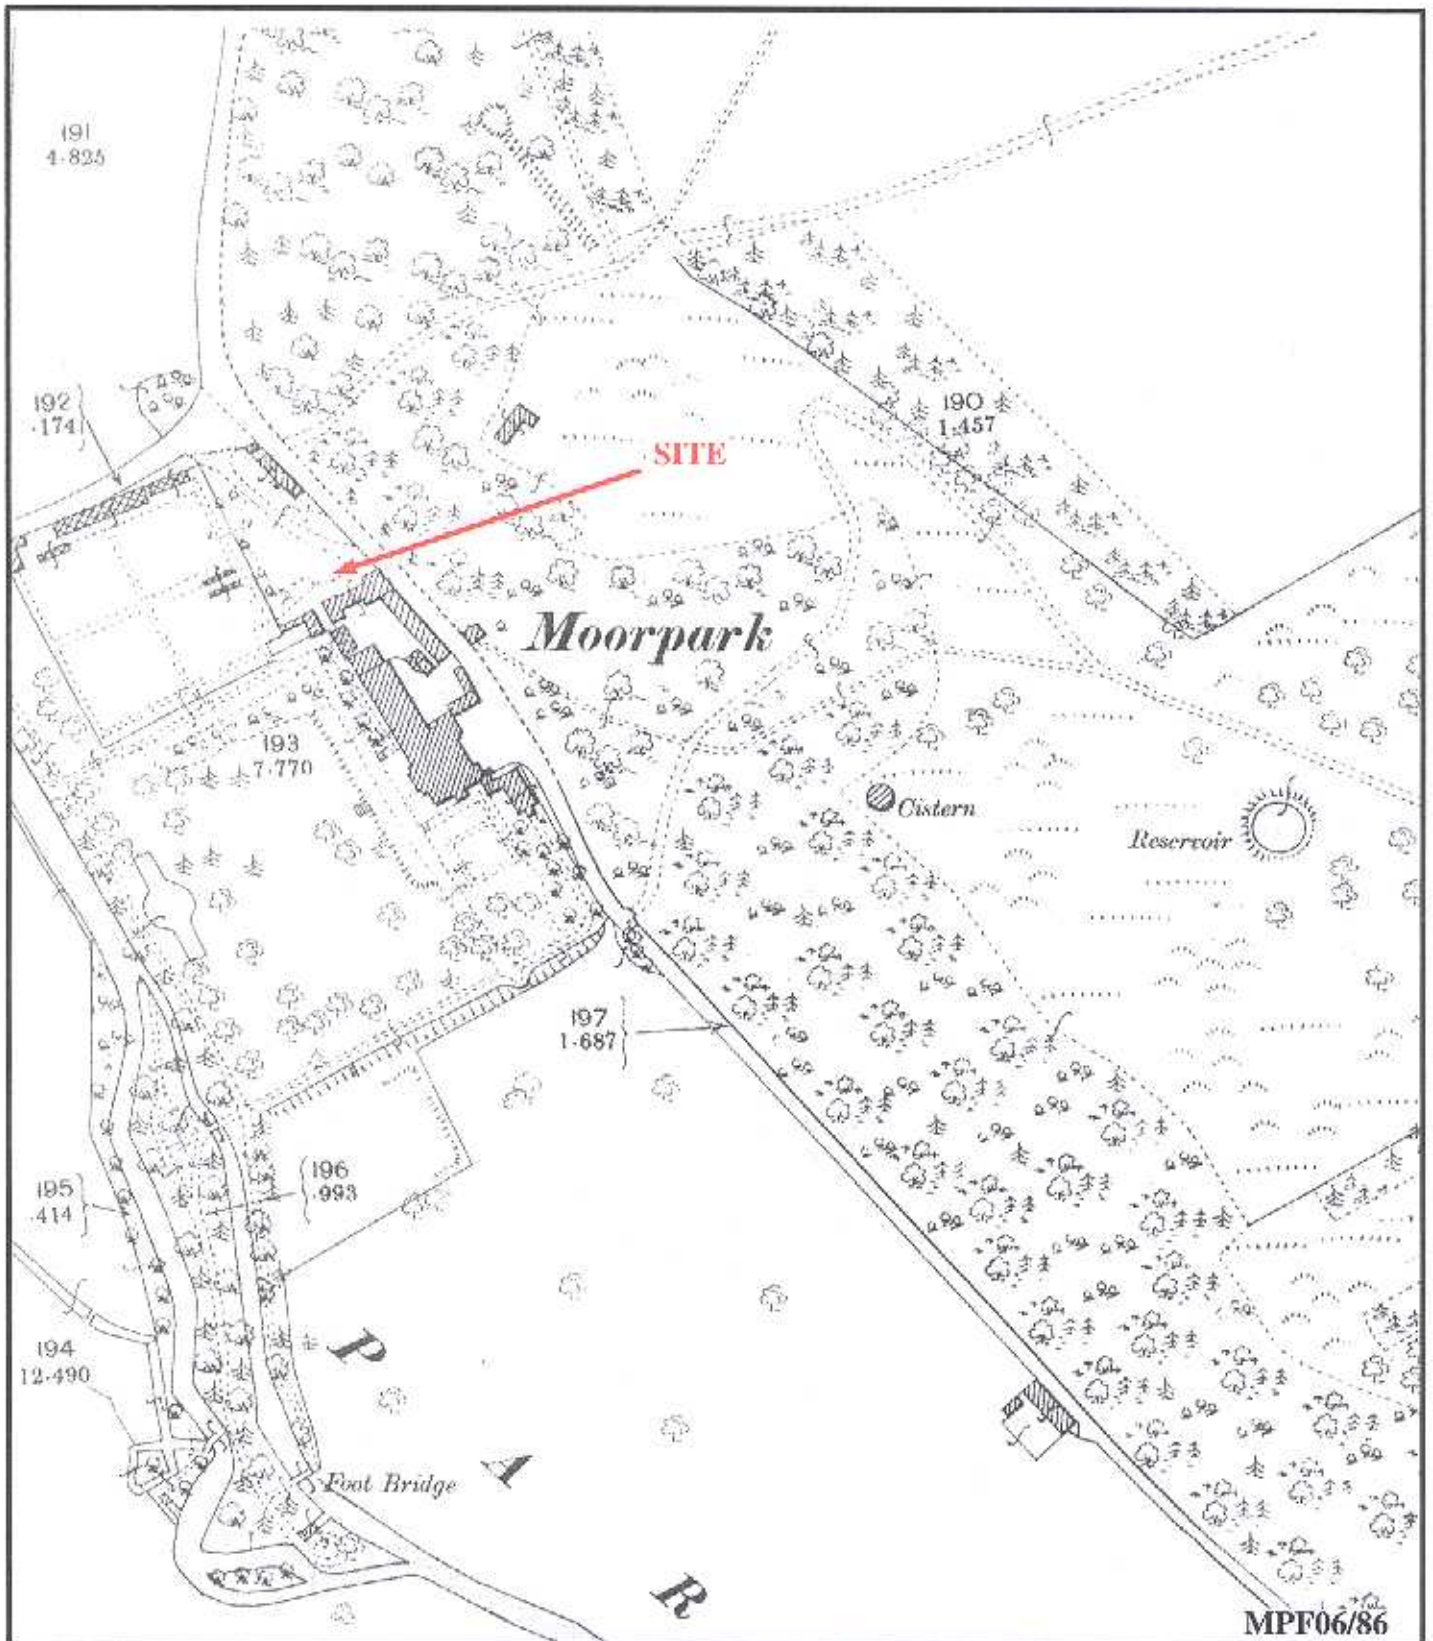 191
4·825
192
·174
190
1·457
SITE
Moorpark
193
7·770
Cistern
Reservoir
197
1·687
196
·993
195
·414
194
12·490
P
A
Foot Bridge
R
MPF06/86